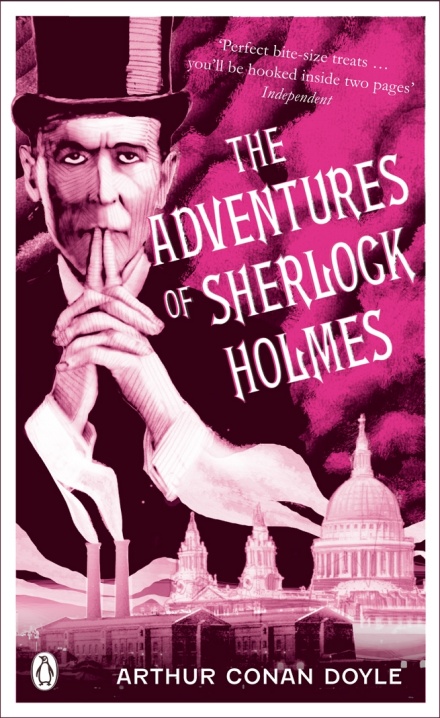 'Perfect bite-size treats ...
you'll be hooked inside two pages'
Independent
THE
ADVENTURES
OF SHERLOCK
HOLMES
ARTHUR CONAN DOYLE